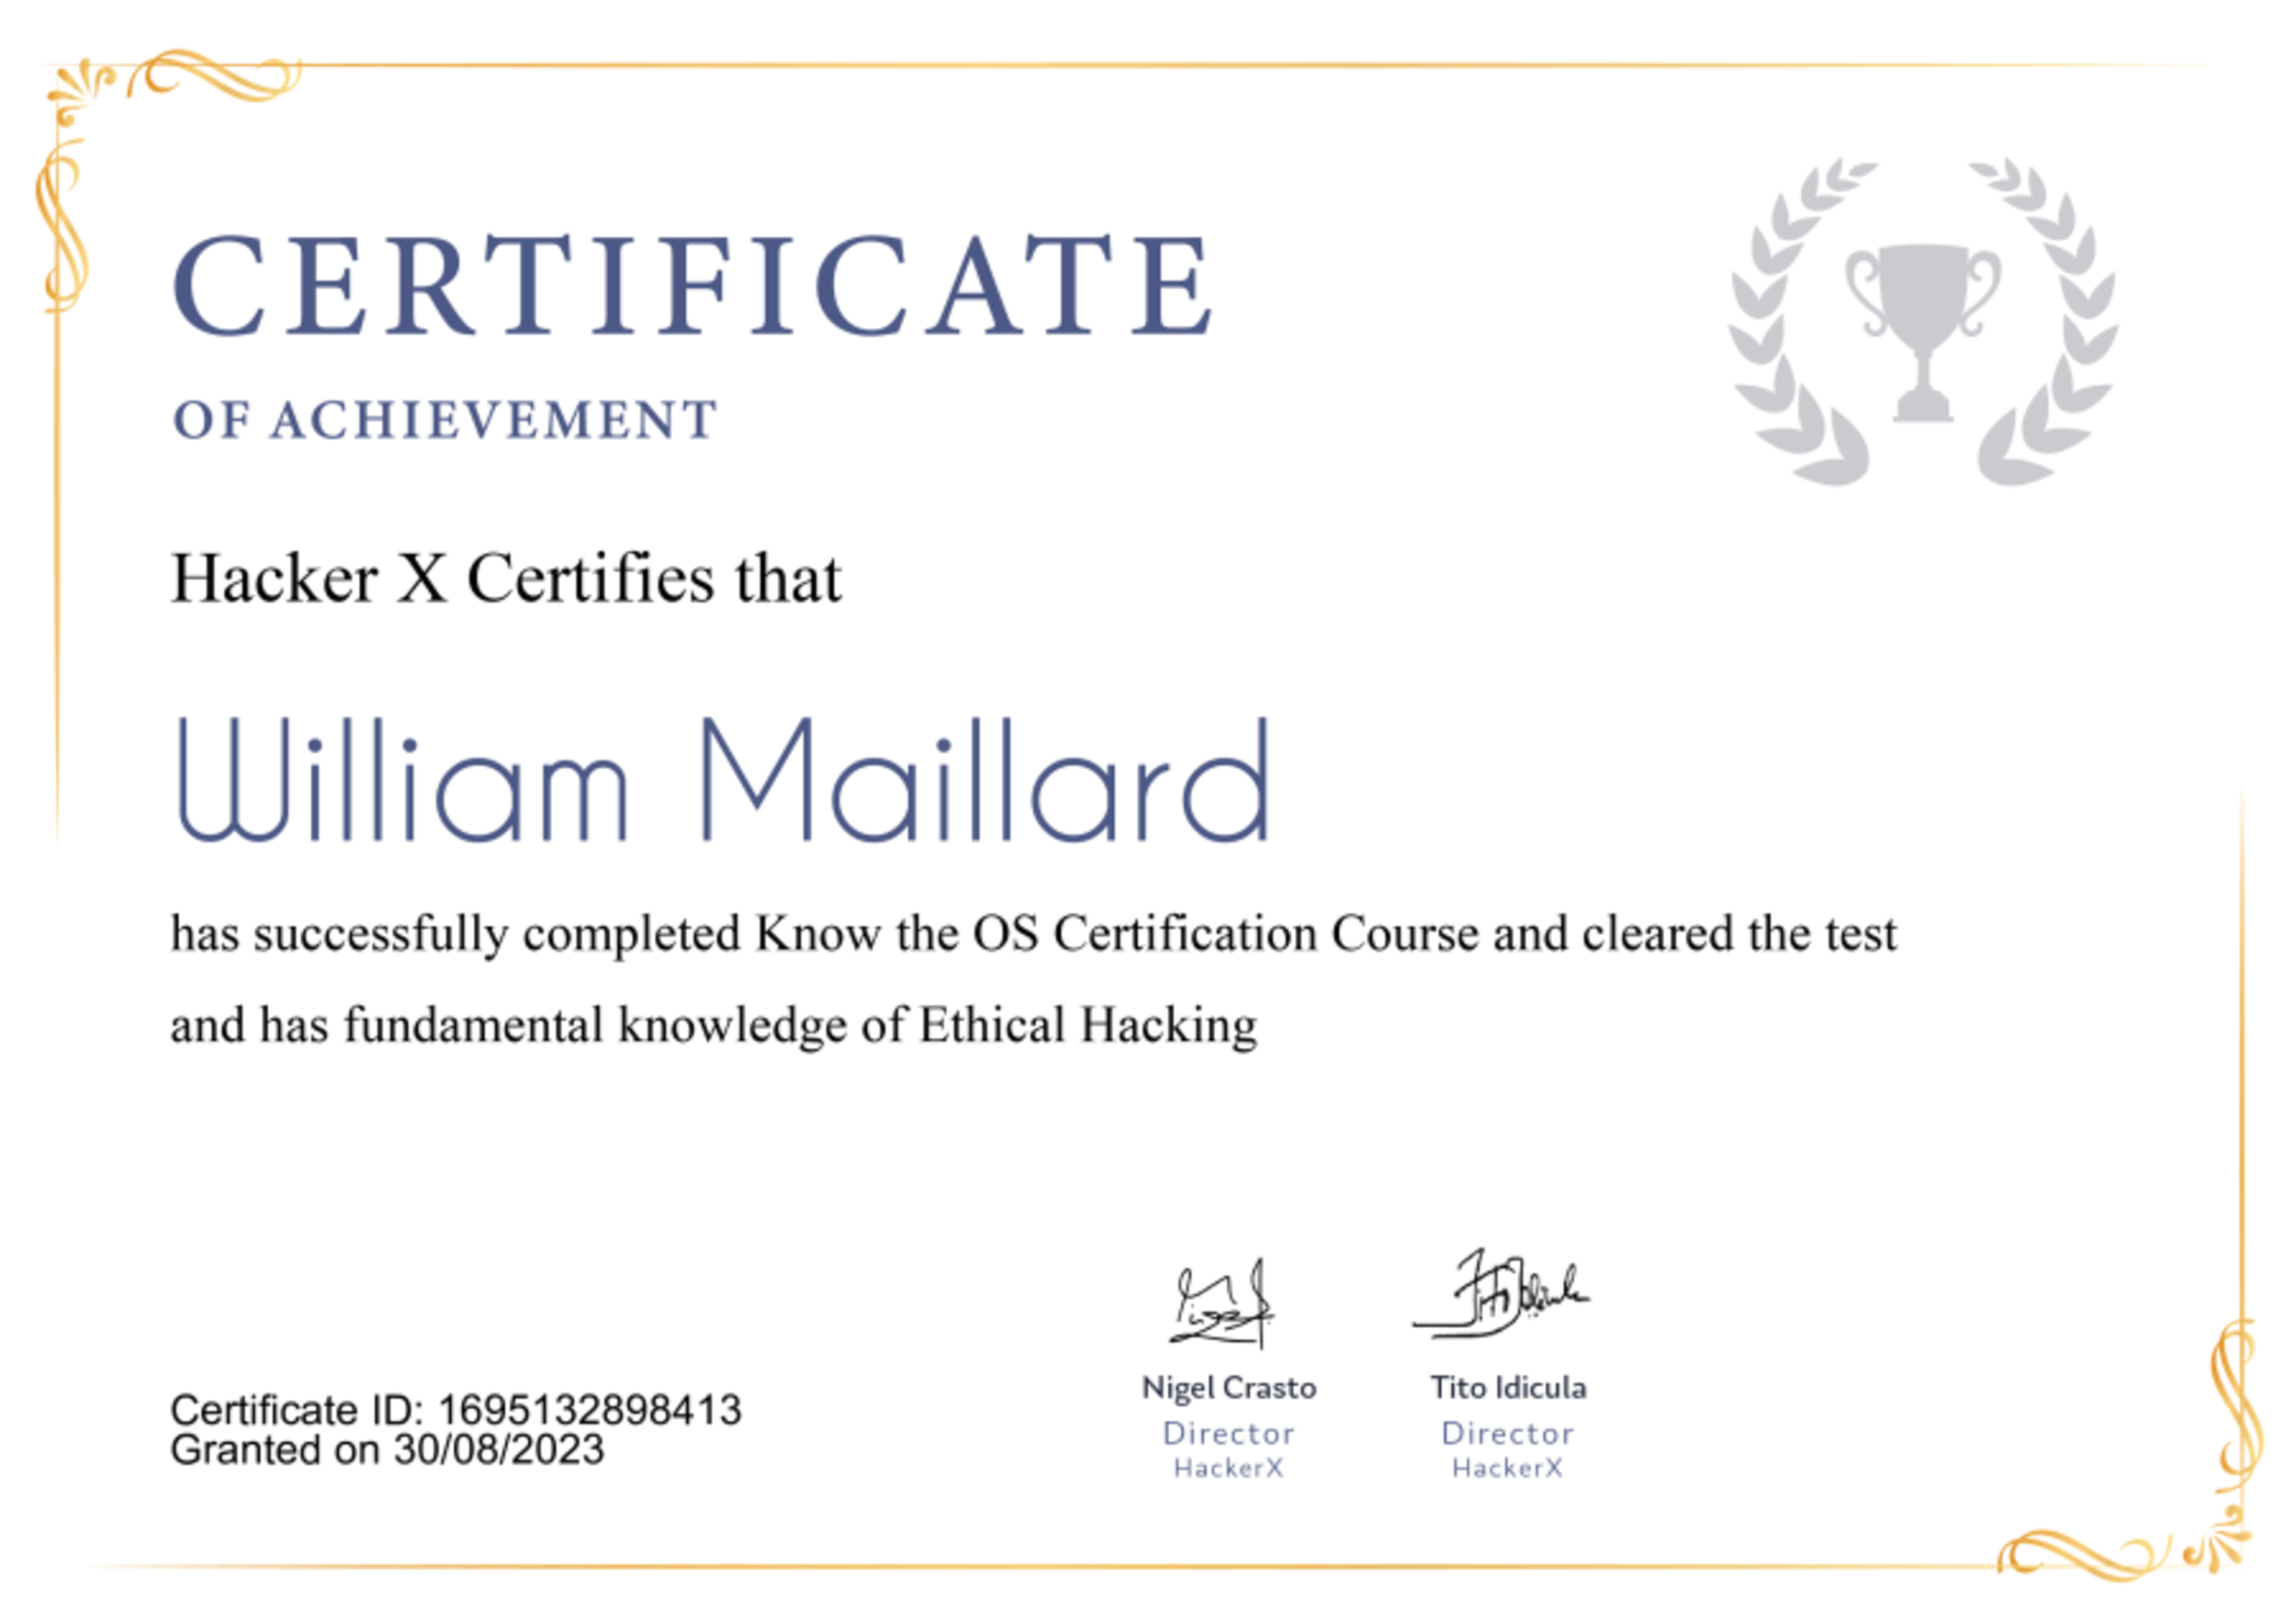 CERTIFICATE
OF ACHIEVEMENT
Hacker X Certifies that
William Maillard
has successfully completed Know the OS Certification Course and cleared the test
and has fundamental knowledge of Ethical Hacking
Certificate ID: 1695132898413
Granted on 30/08/2023
Nigel Crasto
Director
HackerX
Tito Idicula
Director
HackerX